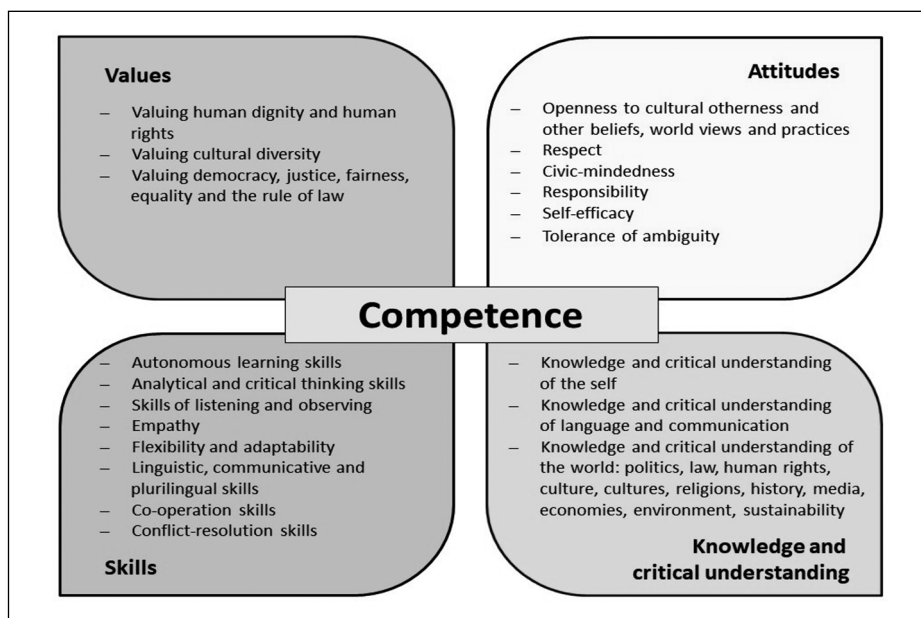 Values
– Valuing human dignity and human
rights
– Valuing cultural diversity
– Valuing democracy, justice, fairness,
equality and the rule of law
Attitudes
– Openness to cultural otherness and
other beliefs, world views and practices
– Respect
– Civic-mindedness
– Responsibility
– Self-efficacy
– Tolerance of ambiguity
Competence
– Autonomous learning skills
– Analytical and critical thinking skills
– Skills of listening and observing
– Empathy
– Flexibility and adaptability
– Linguistic, communicative and
plurilingual skills
– Co-operation skills
– Conflict-resolution skills
Skills
– Knowledge and critical understanding
of the self
– Knowledge and critical understanding
of language and communication
– Knowledge and critical understanding of
the world: politics, law, human rights,
culture, cultures, religions, history, media,
economies, environment, sustainability
Knowledge and
critical understanding